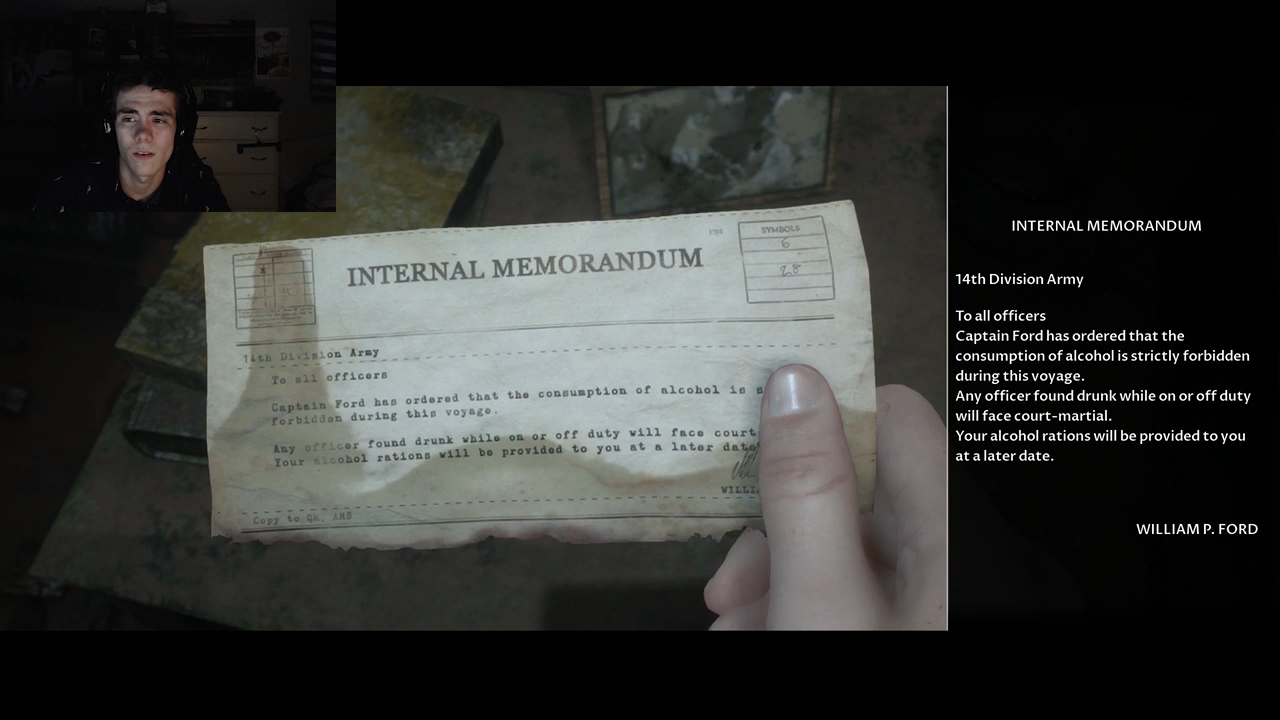 INTERNAL MEMORANDUM
SYMBOLS
6
28
14th Division Army
To all officers
Captain Ford has ordered that the consumption of alcohol is s
forbidden during this voyage.
Any officer found drunk while on or off duty will face court
Your alcohol rations will be provided to you at a later date
WILLI
Copy to QM. AMS
INTERNAL MEMORANDUM
14th Division Army
To all officers
Captain Ford has ordered that the
consumption of alcohol is strictly forbidden
during this voyage.
Any officer found drunk while on or off duty
will face court-martial.
Your alcohol rations will be provided to you
at a later date.
WILLIAM P. FORD